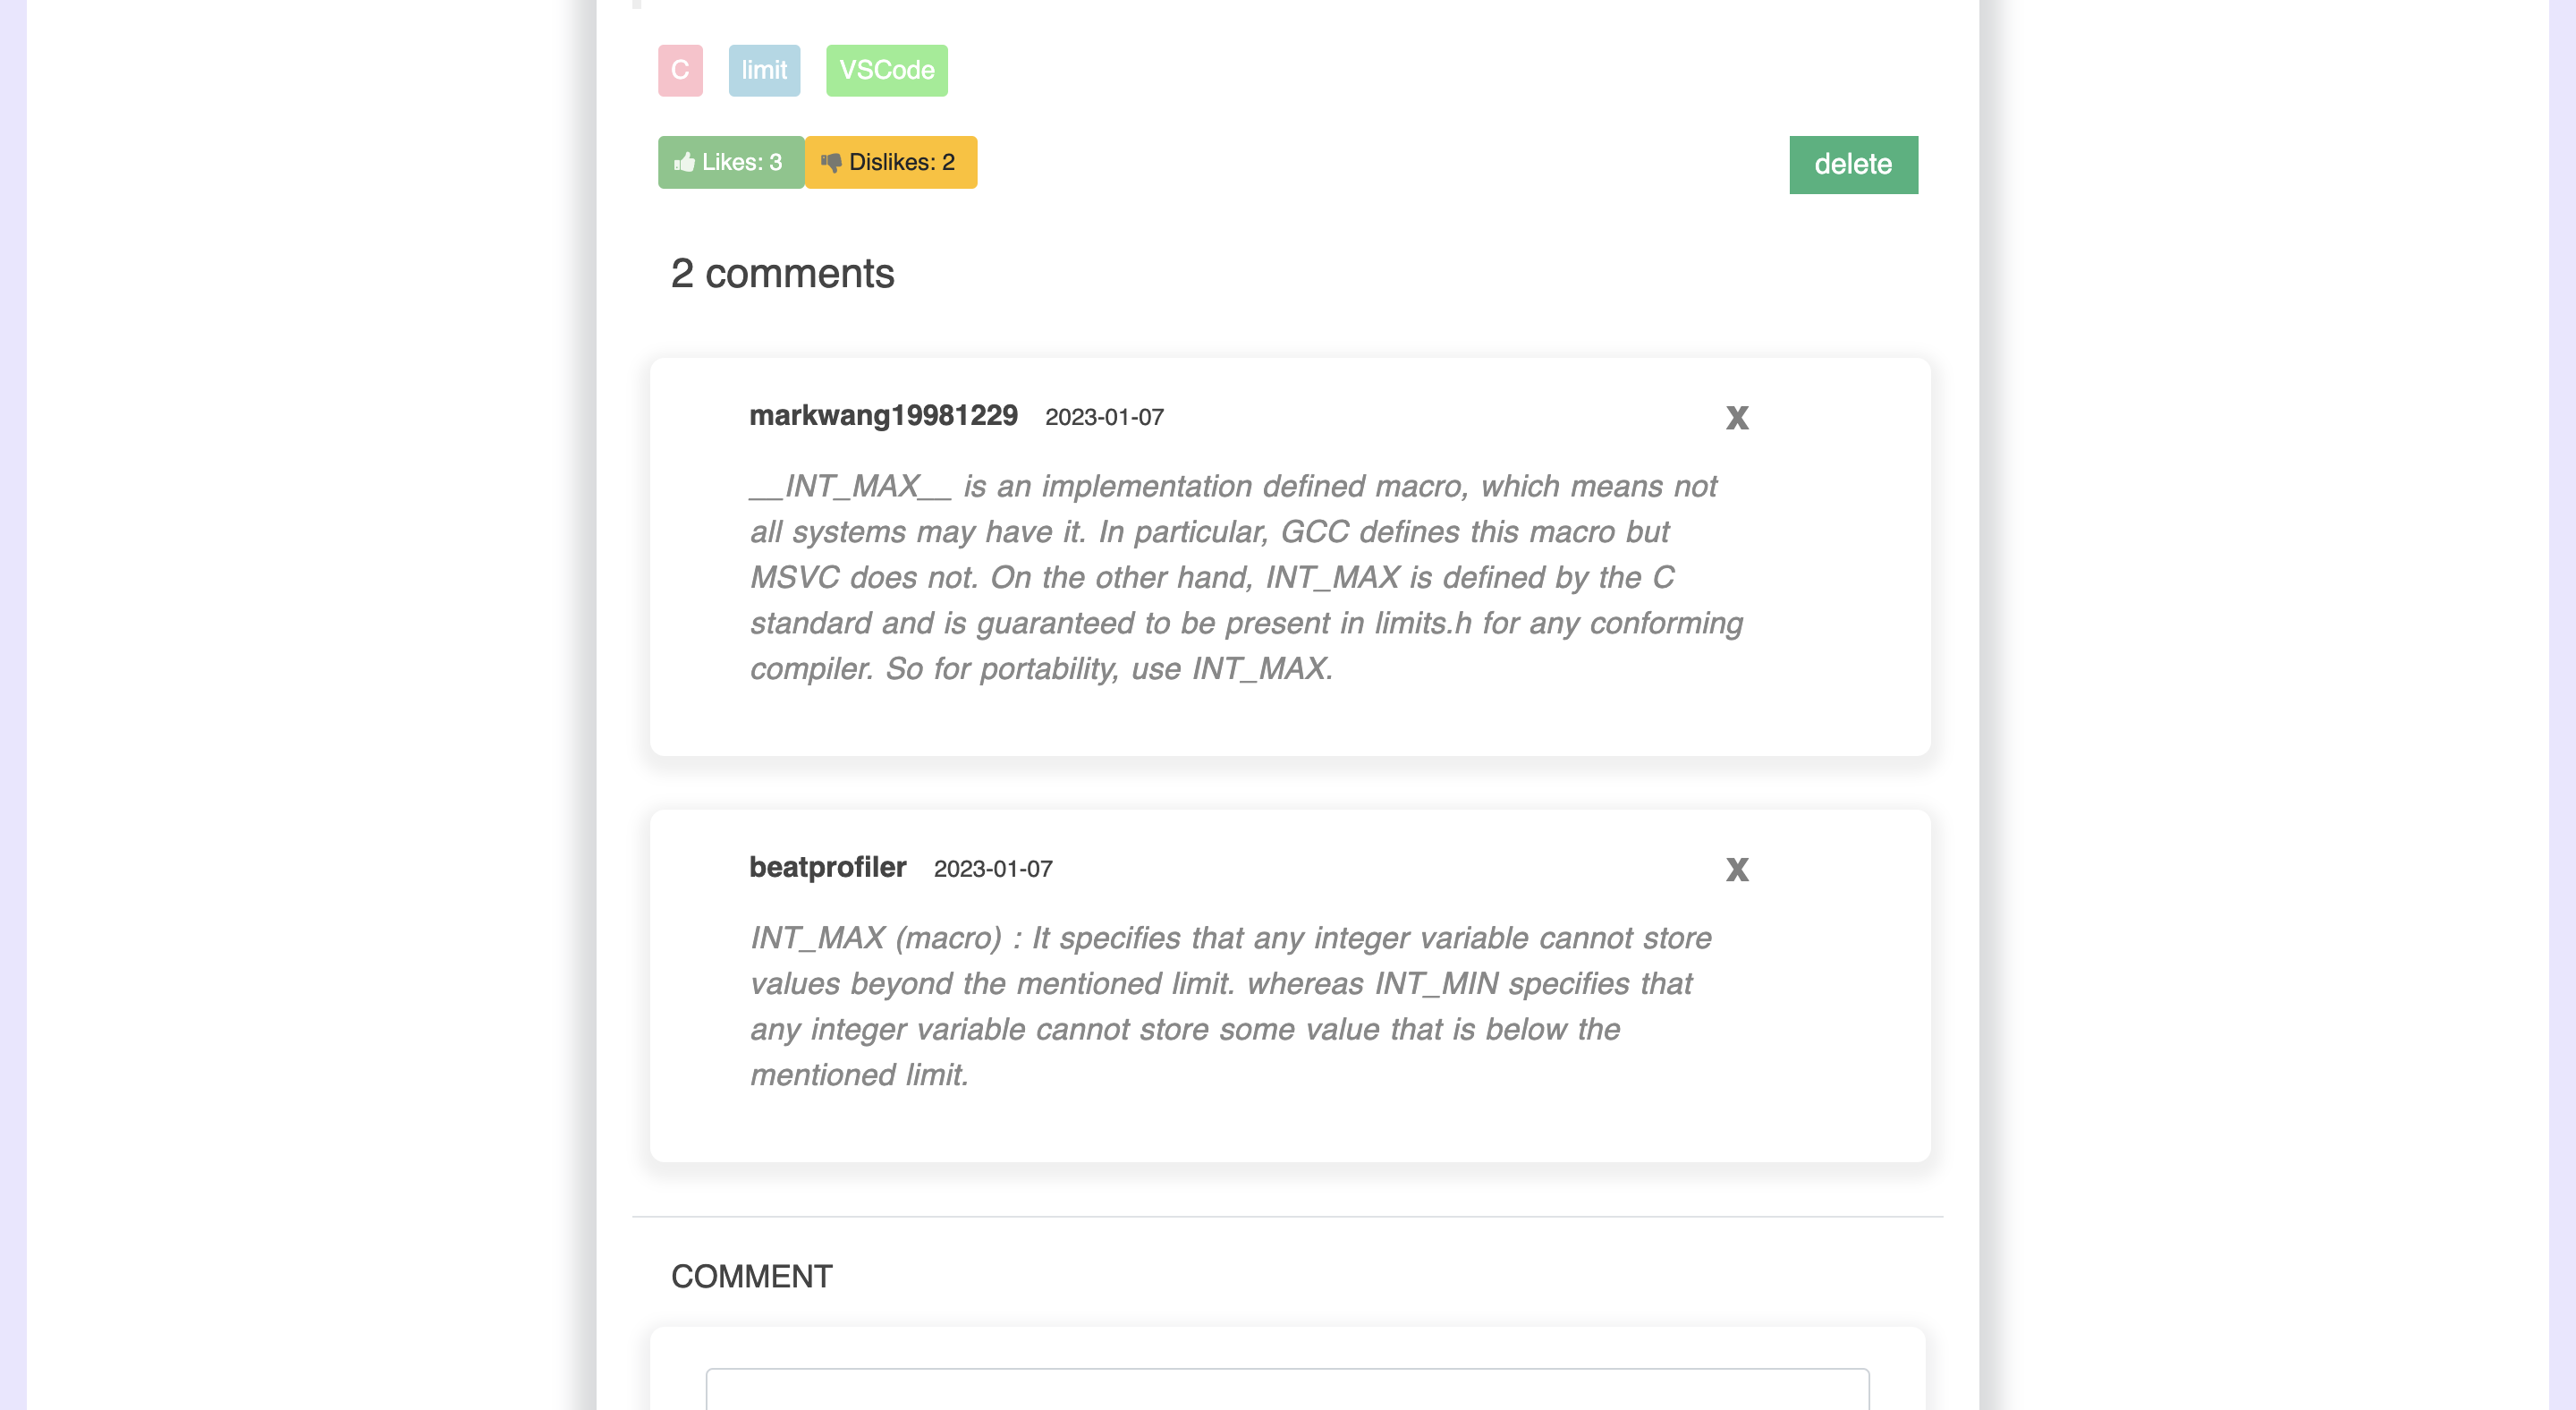 C limit VSCode
Likes: 3 Dislikes: 2 delete
2 comments
markwang19981229 2023-01-07 X
__INT_MAX__ is an implementation defined macro, which means not
all systems may have it. In particular, GCC defines this macro but
MSVC does not. On the other hand, INT_MAX is defined by the C
standard and is guaranteed to be present in limits.h for any conforming
compiler. So for portability, use INT_MAX.
beatprofiler 2023-01-07 X
INT_MAX (macro) : It specifies that any integer variable cannot store
values beyond the mentioned limit. whereas INT_MIN specifies that
any integer variable cannot store some value that is below the
mentioned limit.
COMMENT